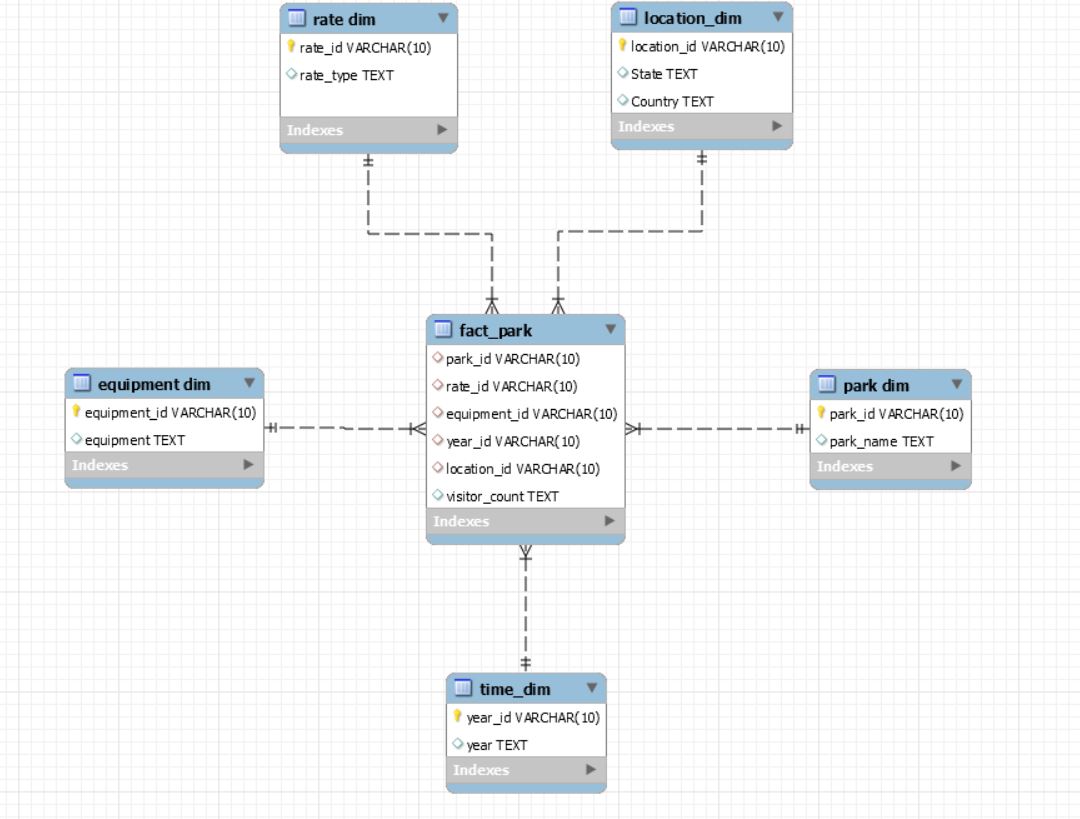 rate dim
rate_id VARCHAR(10)
rate_type TEXT
Indexes
location_dim
location_id VARCHAR(10)
State TEXT
Country TEXT
Indexes
fact_park
park_id VARCHAR(10)
rate_id VARCHAR(10)
equipment_id VARCHAR(10)
year_id VARCHAR(10)
location_id VARCHAR(10)
visitor_count TEXT
Indexes
equipment dim
equipment_id VARCHAR(10)
equipment TEXT
Indexes
park dim
park_id VARCHAR(10)
park_name TEXT
Indexes
time_dim
year_id VARCHAR(10)
year TEXT
Indexes